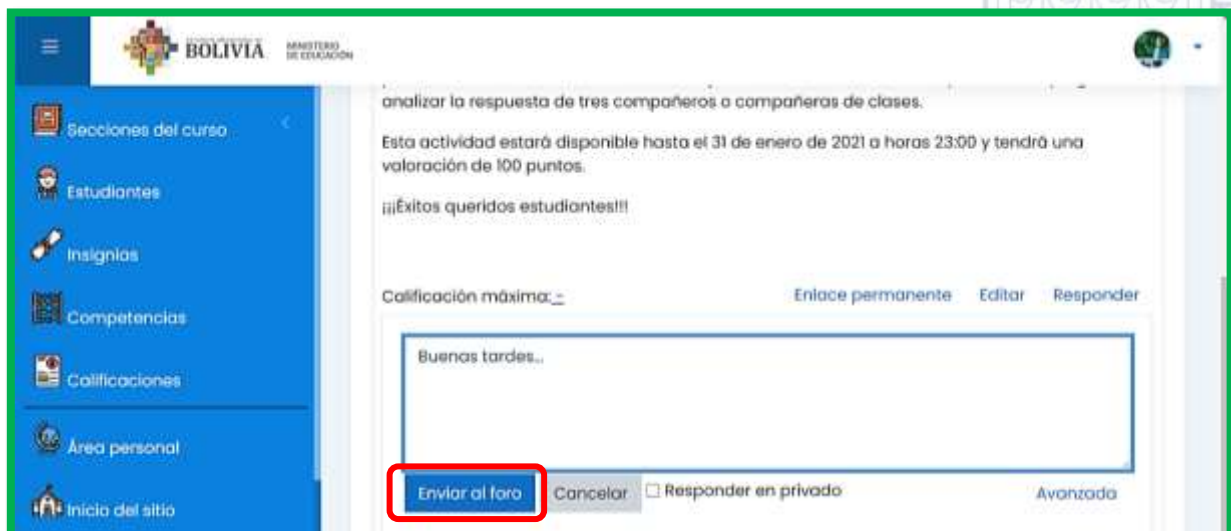 BOLIVIA MINISTERIO DE EDUCACIÓN
analizar la respuesta de tres compañeros o compañeras de clases.
Secciones del curso
Esta actividad estará disponible hasta el 31 de enero de 2021 a horas 23:00 y tendrá una
valoración de 100 puntos.
Estudiantes
¡¡¡Éxitos queridos estudiantes!!!
Insignias
Calificación máxima: -
Enlace permanente Editar Responder
Competencias
Buenas tardes...
Calificaciones
Área personal
Enviar al foro Cancelar Responder en privado Avanzada
Inicio del sitio